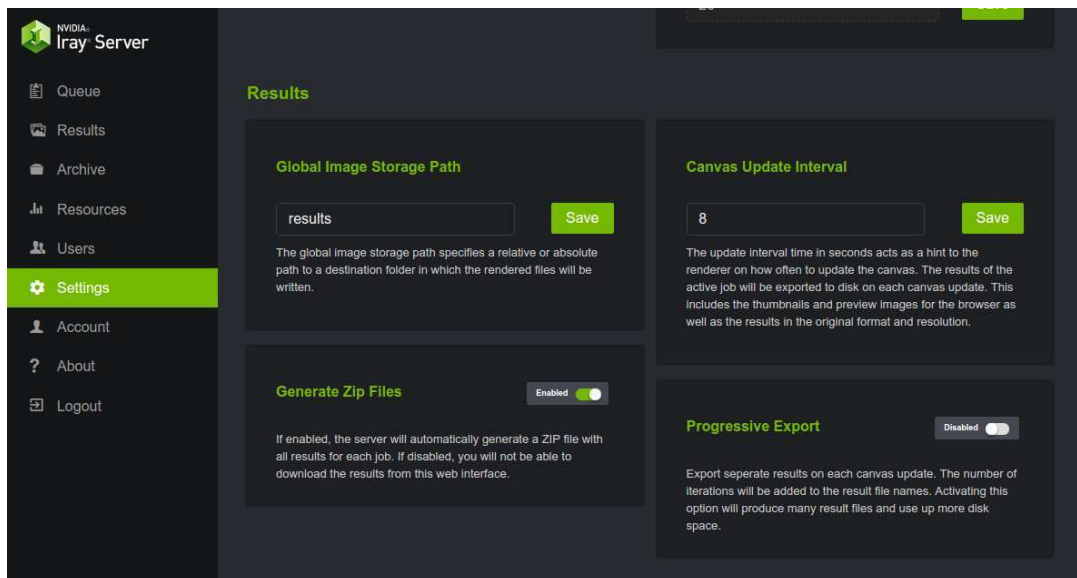 NVIDIA.
Iray® Server
Queue
Results
Archive
Resources
Users
Settings
Account
About
Logout
Results
Global Image Storage Path
results
Save
The global image storage path specifies a relative or absolute
path to a destination folder in which the rendered files will be
written.
Canvas Update Interval
8
Save
The update interval time in seconds acts as a hint to the
renderer on how often to update the canvas. The results of the
active job will be exported to disk on each canvas update. This
includes the thumbnails and preview images for the browser as
well as the results in the original format and resolution.
Generate Zip Files
Enabled
If enabled, the server will automatically generate a ZIP file with
all results for each job. If disabled, you will not be able to
download the results from this web interface.
Progressive Export
Disabled
Export seperate results on each canvas update. The number of
iterations will be added to the result file names. Activating this
option will produce many result files and use up more disk
space.